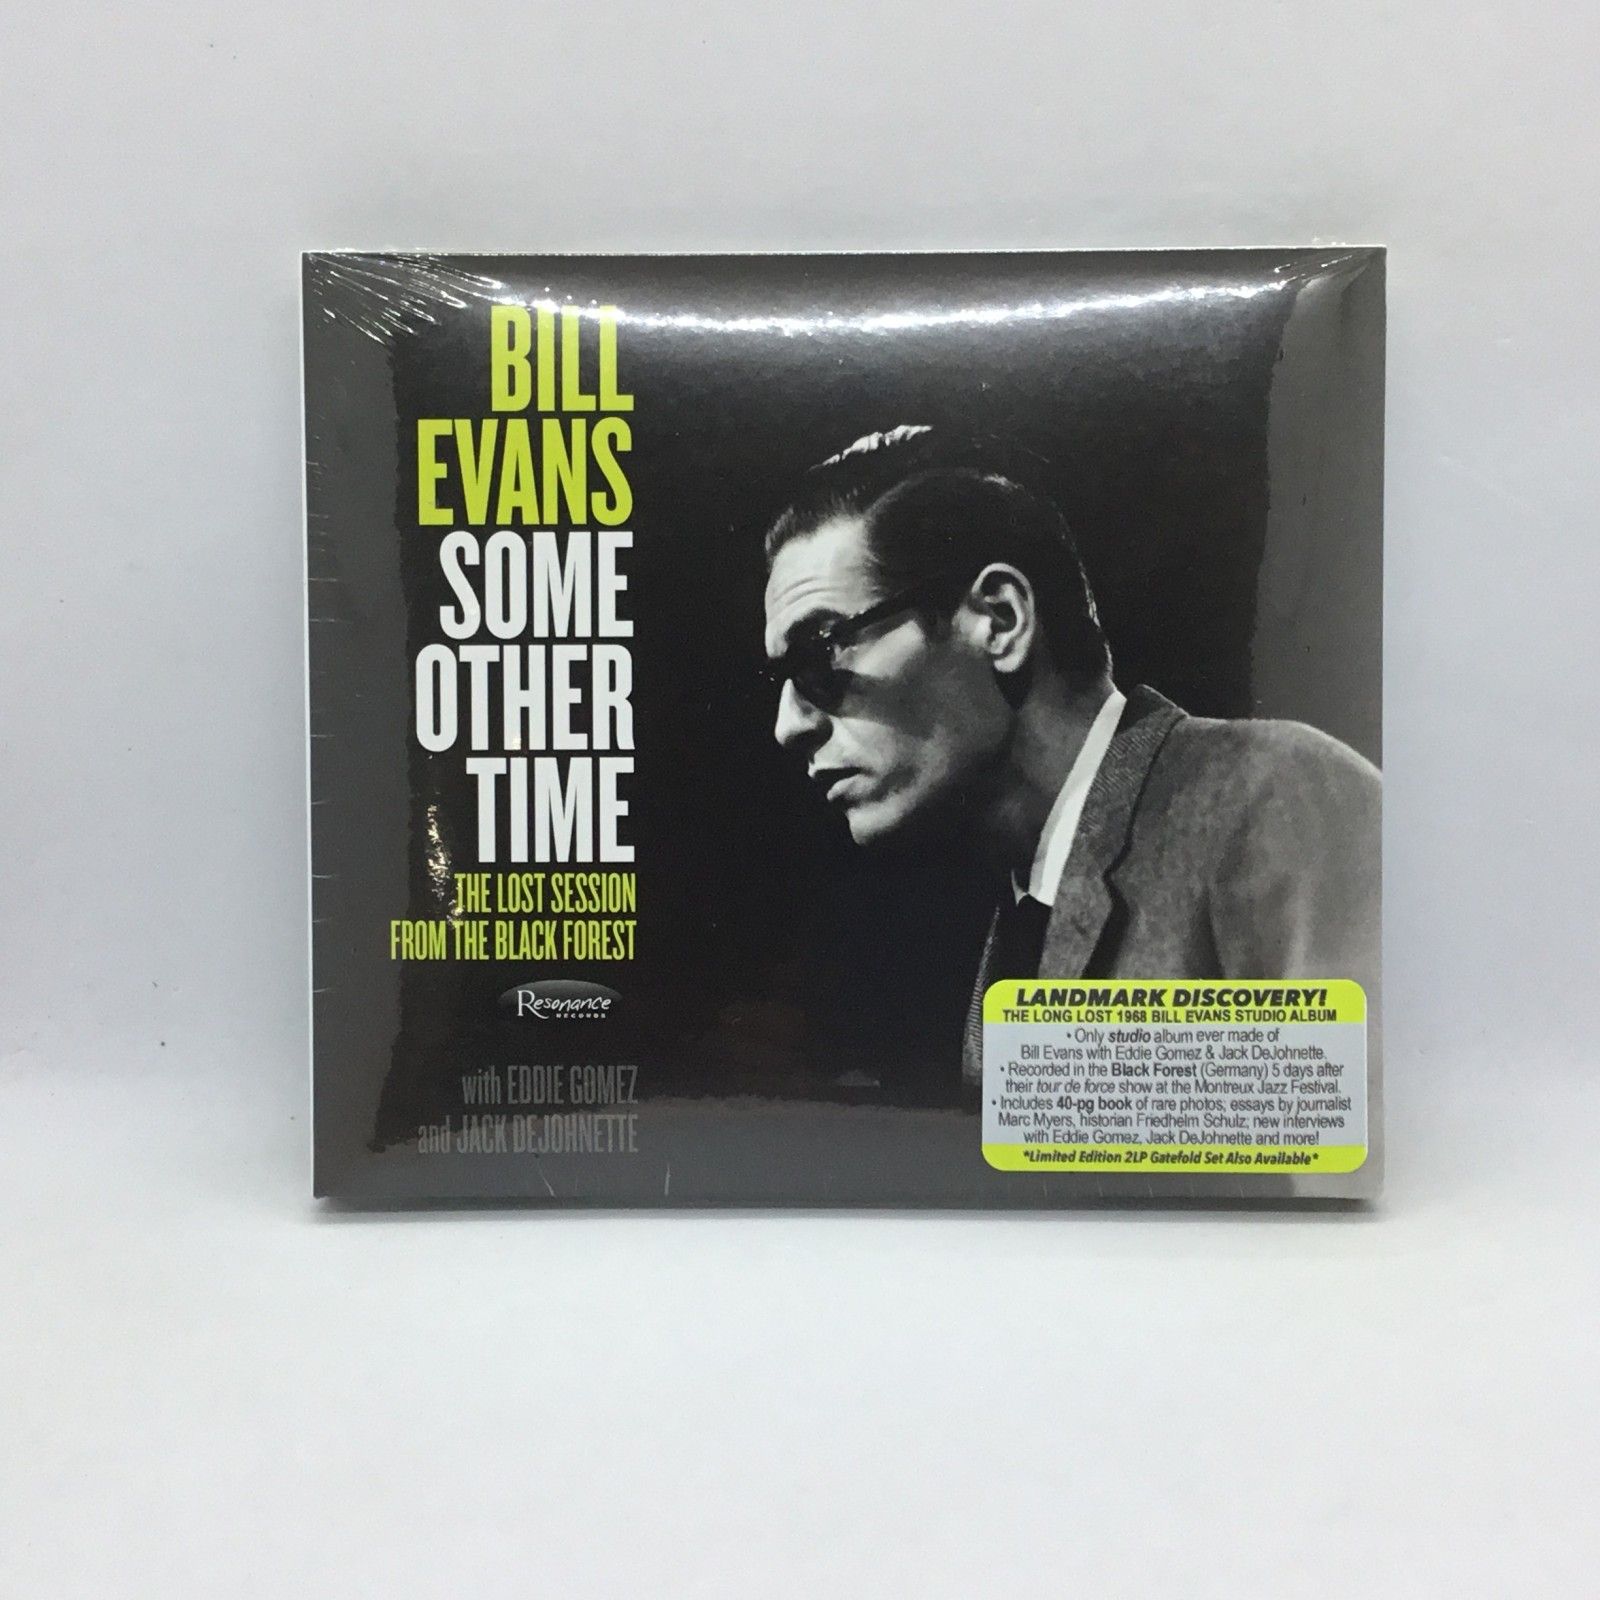 BILL
EVANS
SOME
OTHER
TIME
THE LOST SESSION
FROM THE BLACK FOREST
Resonance
RECORDS
with EDDIE GOMEZ
and JACK DEJOHNETTE
LANDMARK DISCOVERY!
THE LONG LOST 1968 BILL EVANS STUDIO ALBUM
• Only studio album ever made of
Bill Evans with Eddie Gomez & Jack DeJohnette.
• Recorded in the Black Forest (Germany) 5 days after
their tour de force show at the Montreux Jazz Festival.
• Includes 40-pg book of rare photos; essays by journalist
Marc Myers, historian Friedhelm Schulz; new interviews
with Eddie Gomez, Jack DeJohnette and more!
*Limited Edition 2LP Gatefold Set Also Available*